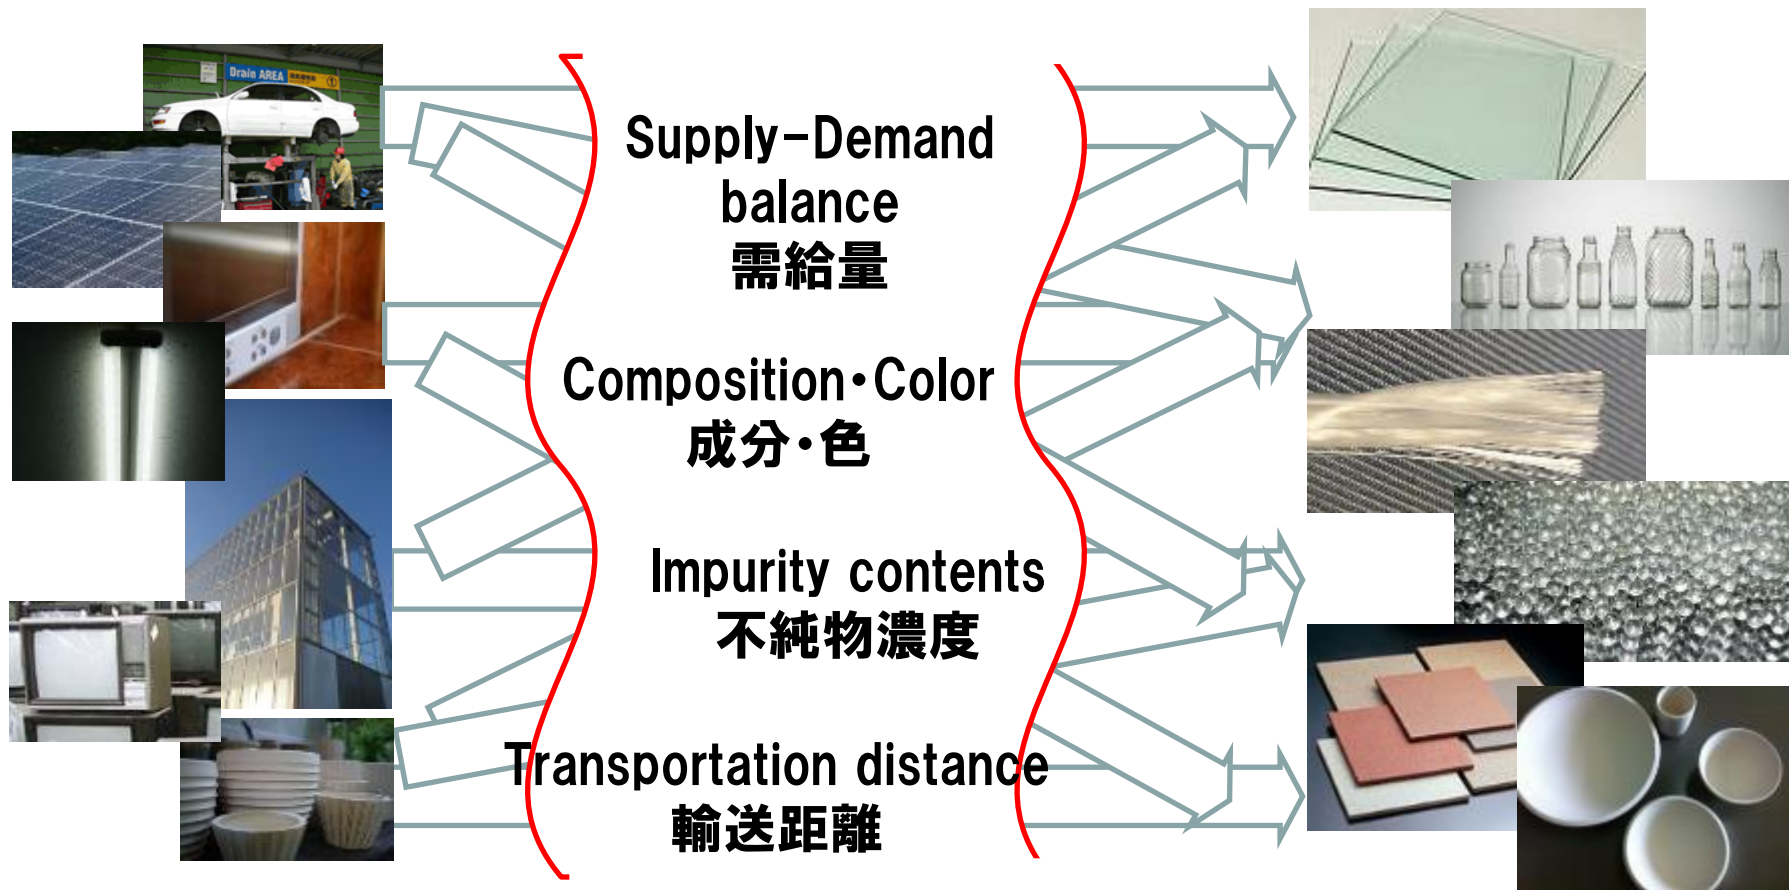 Drain AREA
Supply-Demand
balance
需給量
Composition・Color
成分・色
Impurity contents
不純物濃度
Transportation distance
輸送距離